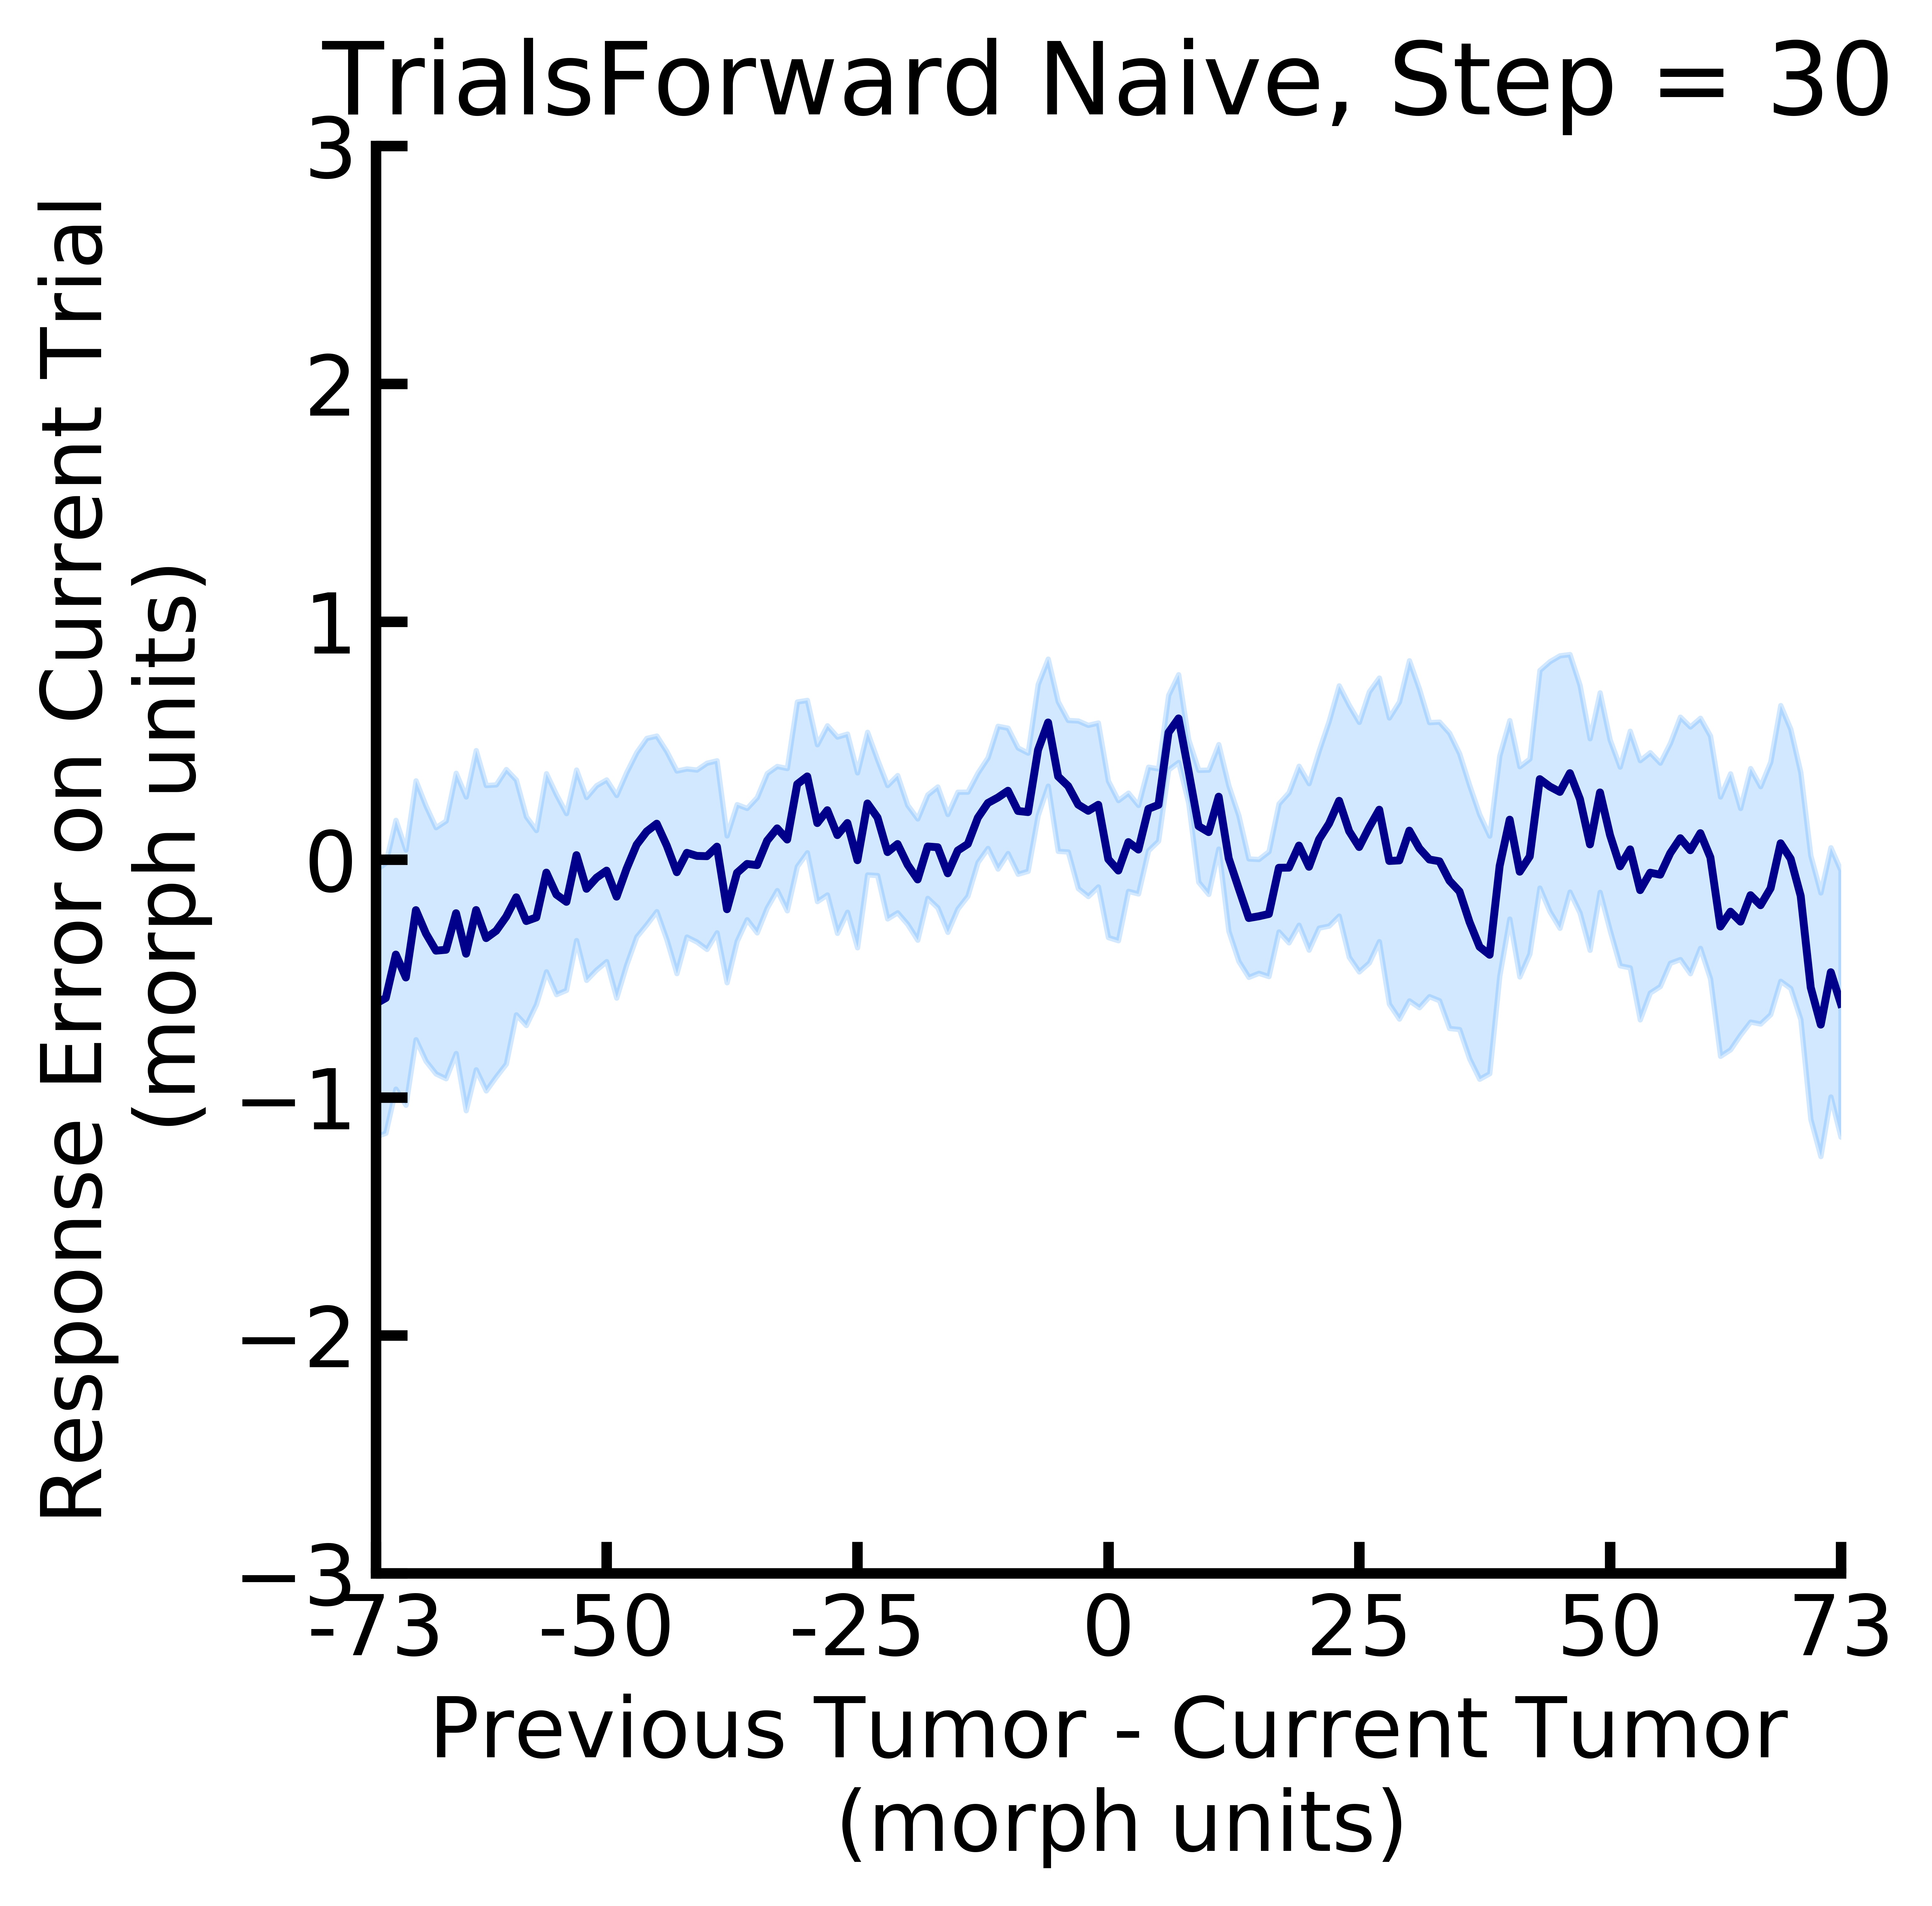 TrialsForward Naive, Step = 30
Response Error on Current Trial
(morph units)
3
2
1
0
−1
−2
−3
-73 -50 -25 0 25 50 73
Previous Tumor - Current Tumor
(morph units)